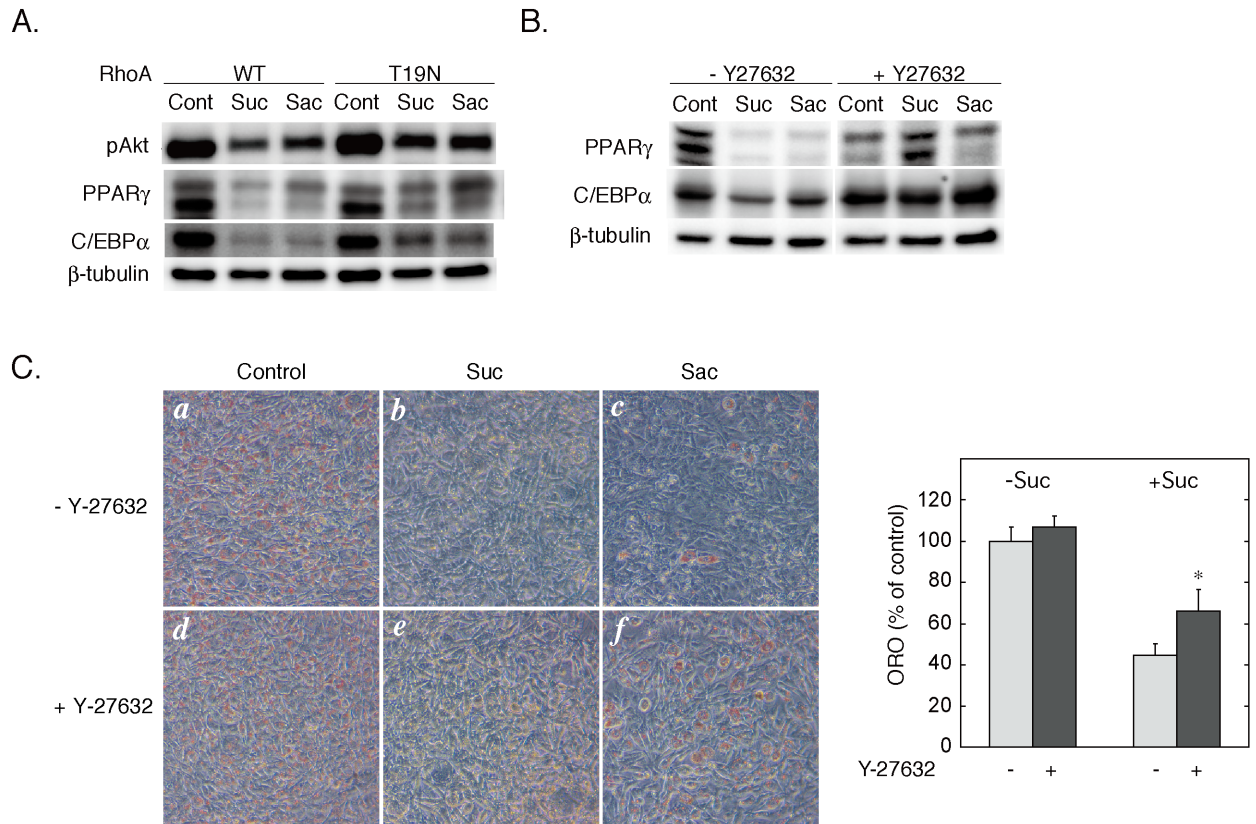 A.
RhoA WT T19N
Cont Suc Sac Cont Suc Sac
pAkt
PPARγ
C/EBPα
β-tubulin
B.
- Y27632 + Y27632
Cont Suc Sac Cont Suc Sac
PPARγ
C/EBPα
β-tubulin
C.
Control Suc Sac
- Y-27632
a b c
+ Y-27632
d e f
-Suc +Suc
ORO (% of control)
120
100
80
60
40
20
0
*
Y-27632 - + - +